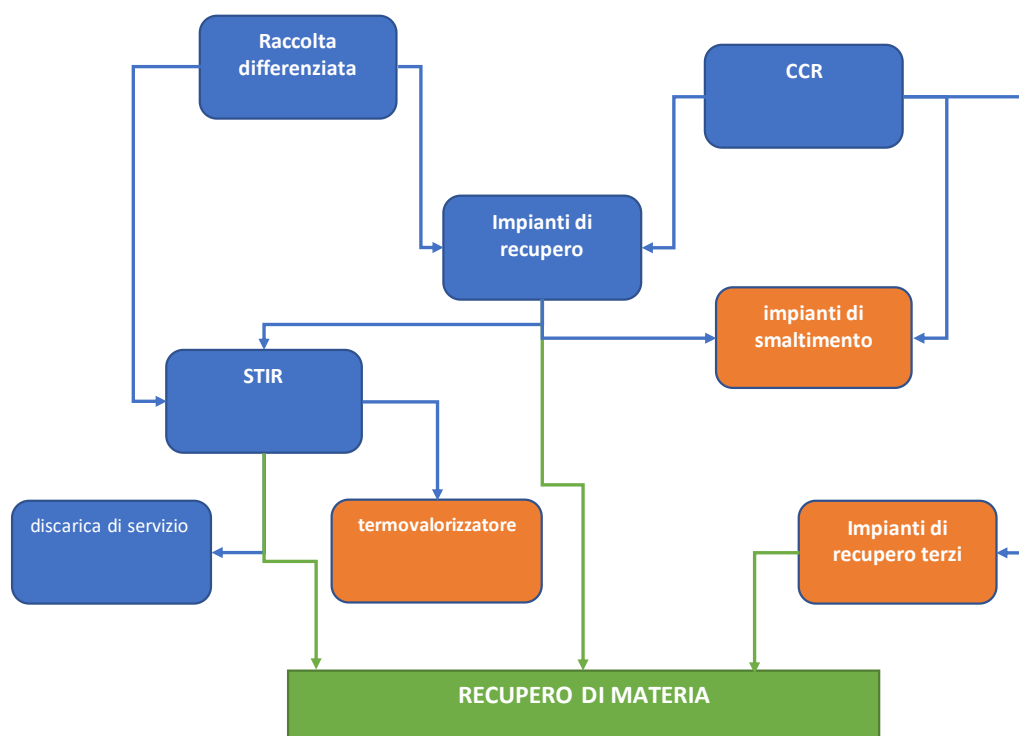 Raccolta
differenziata
CCR
Impianti di
recupero
impianti di
smaltimento
STIR
discarica di servizio
termovalorizzatore
Impianti di
recupero terzi
RECUPERO DI MATERIA